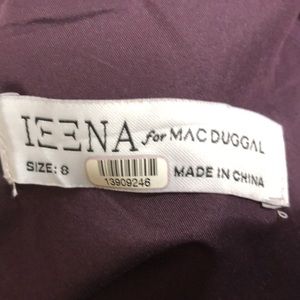 IEENA for MAC DUGGAL
SIZE: 8
13909246
MADE IN CHINA